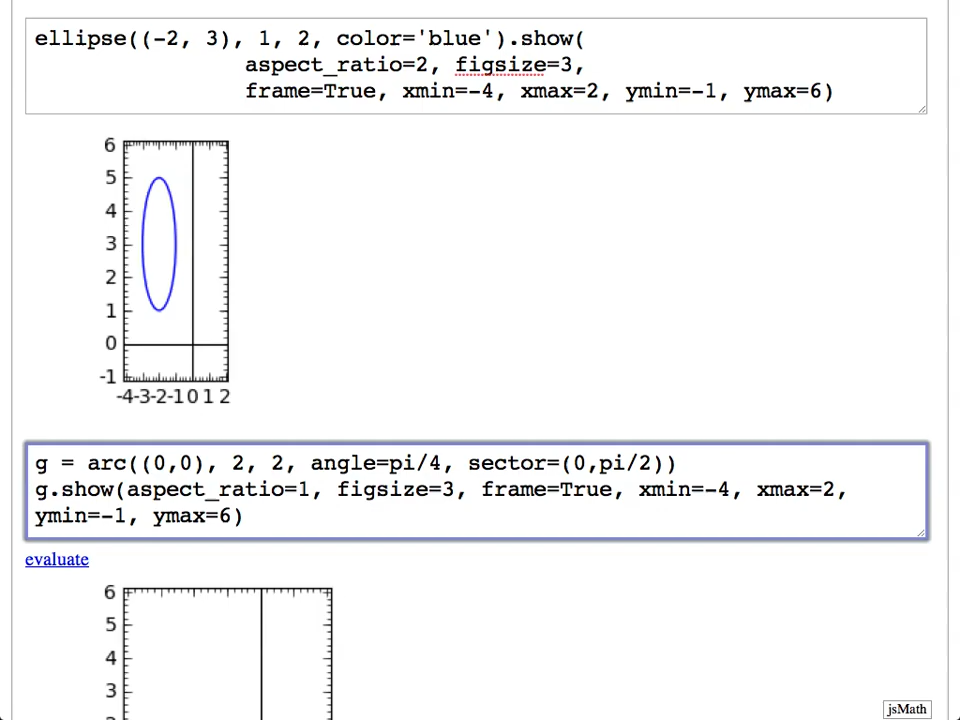 ellipse((-2, 3), 1, 2, color='blue').show(
aspect_ratio=2, figsize=3,
frame=True, xmin=-4, xmax=2, ymin=-1, ymax=6)
6
5
4
3
2
1
0
-1
-4-3-2-1 0 1 2
g = arc((0,0), 2, 2, angle=pi/4, sector=(0,pi/2))
g.show(aspect_ratio=1, figsize=3, frame=True, xmin=-4, xmax=2,
ymin=-1, ymax=6)
evaluate
6
5
4
3
jsMath